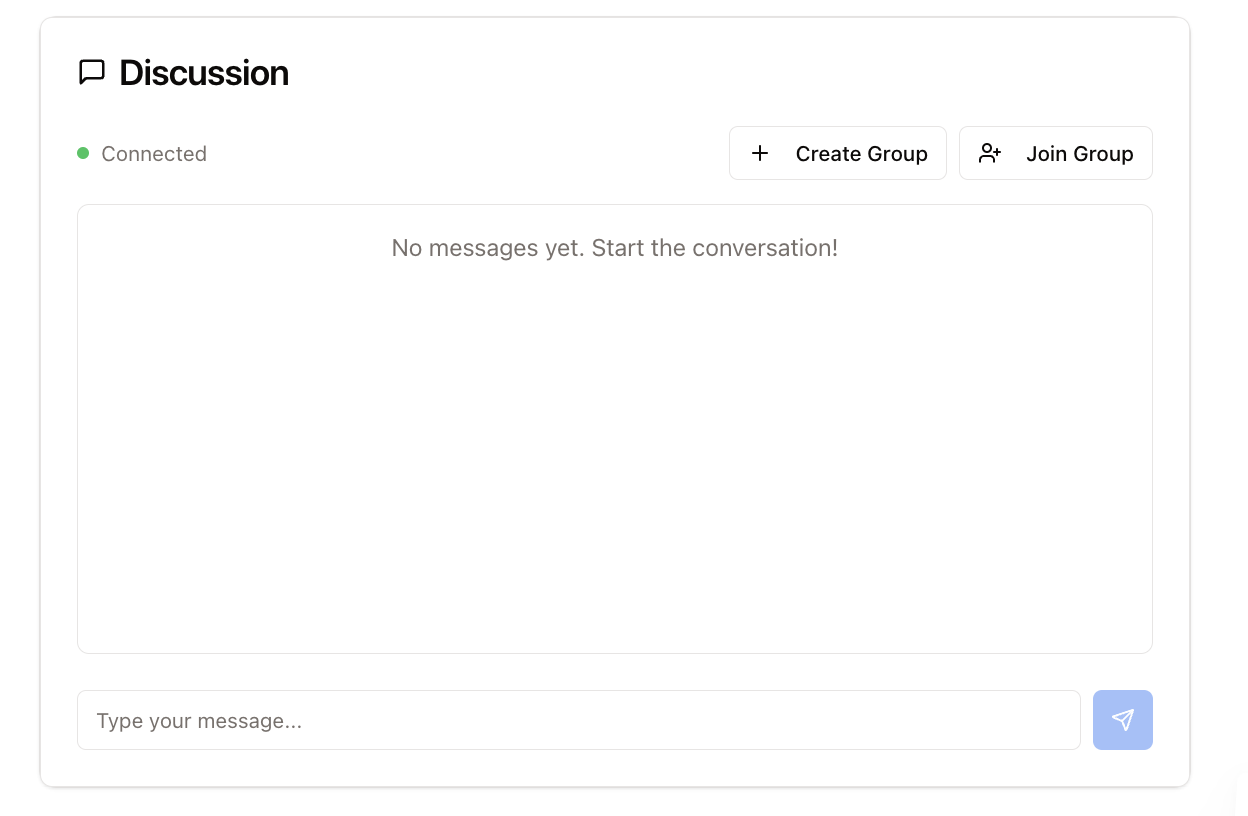 Discussion
Connected
Create Group
Join Group
No messages yet. Start the conversation!
Type your message...